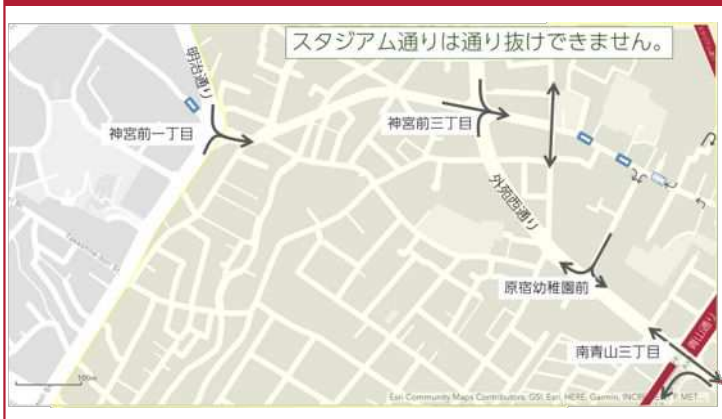 スタジアム通りは通り抜けできません。
明治通り
神宮前一丁目
神宮前三丁目
外苑西通り
原宿幼稚園前
青山通り
南青山三丁目
100m
Esri Community Maps Contributors, GSI, Esri, HERE, Garmin,